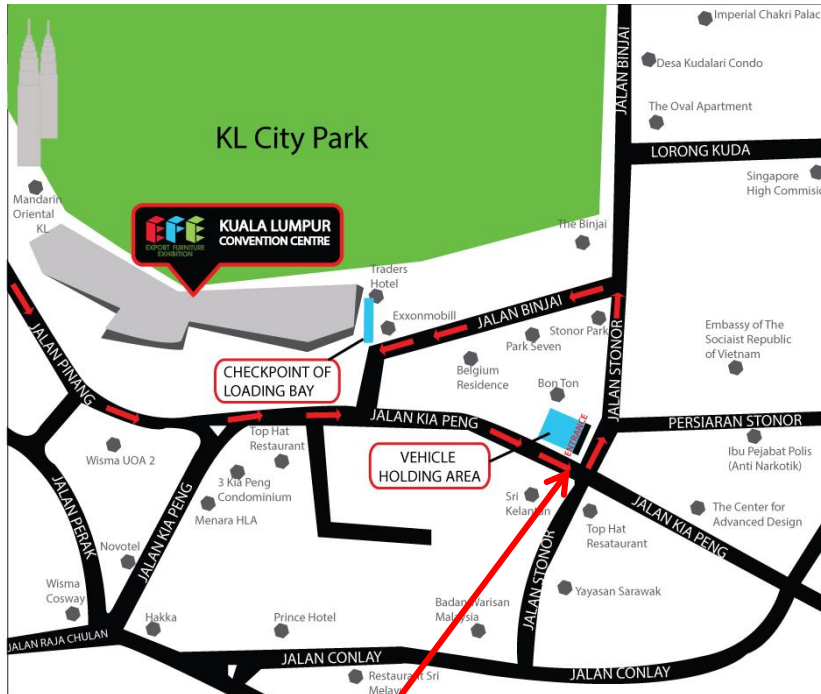 Imperial Chakri Palac
JALAN BINJAI
Desa Kudalari Condo
The Oval Apartment
KL City Park
LORONG KUDA
Singapore
High Commisic
Mandarin
Oriental
KL
EFE
EXPORT FURNITURE
EXHIBITION
KUALA LUMPUR
CONVENTION CENTRE
The Binjai
Traders
Hotel
Exxonmobill
JALAN BINJAI
Stonor Park
Park Seven
JALAN PINANG
CHECKPOINT OF
LOADING BAY
Belgium
Residence
Bon Ton
JALAN STONOR
Embassy of The
Sociaist Republic
of Vietnam
JALAN KIA PENG
PERSIARAN STONOR
ENTRANCE
Top Hat
Restaurant
Wisma UOA 2
VEHICLE
HOLDING AREA
Ibu Pejabat Polis
(Anti Narkotik)
3 Kia Peng
Condominium
Menara HLA
JALAN KIA PENG
JALAN PERAK
Sri
Kelantan
Top Hat
Resataurant
JALAN KIA PENG
The Center for
Advanced Design
Novotel
JALAN STONOR
Wisma
Cosway
Yayasan Sarawak
Hakka
Prince Hotel
Badan Warisan
Malaysia
JALAN RAJA CHULAN
JALAN CONLAY
JALAN CONLAY
Restaurant Sri
Melayu